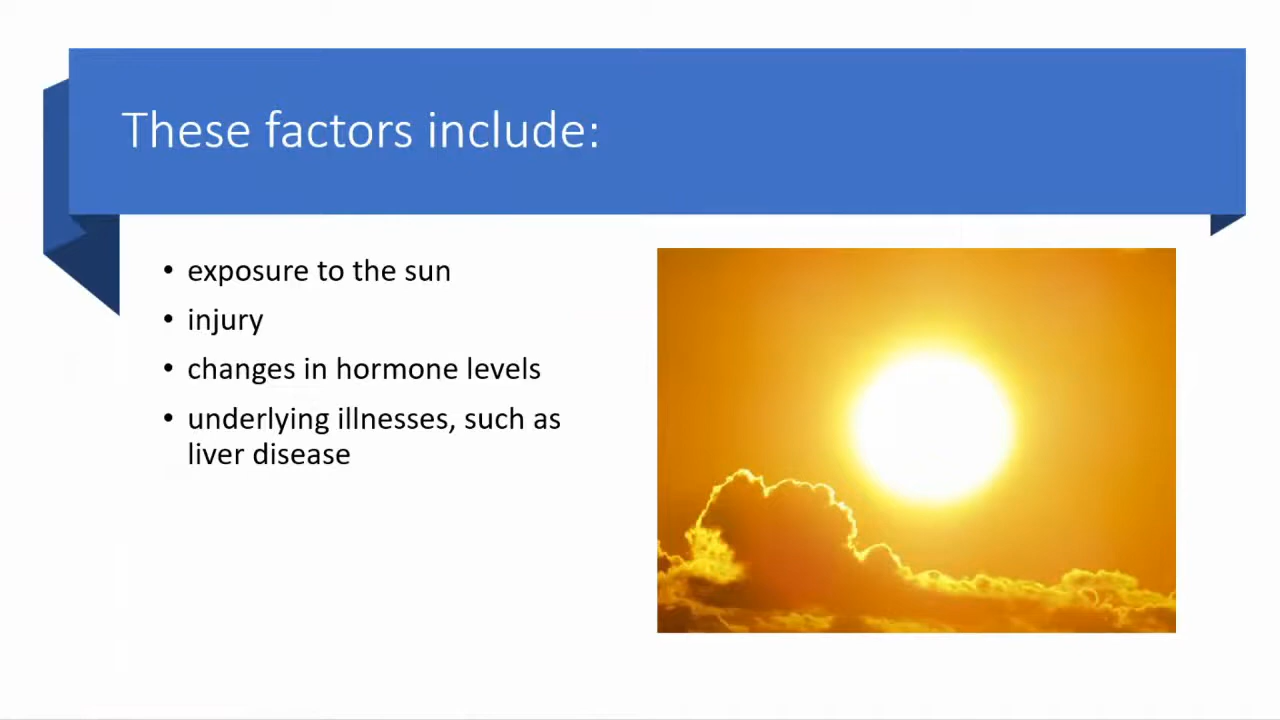 These factors include:
• exposure to the sun
• injury
• changes in hormone levels
• underlying illnesses, such as
liver disease